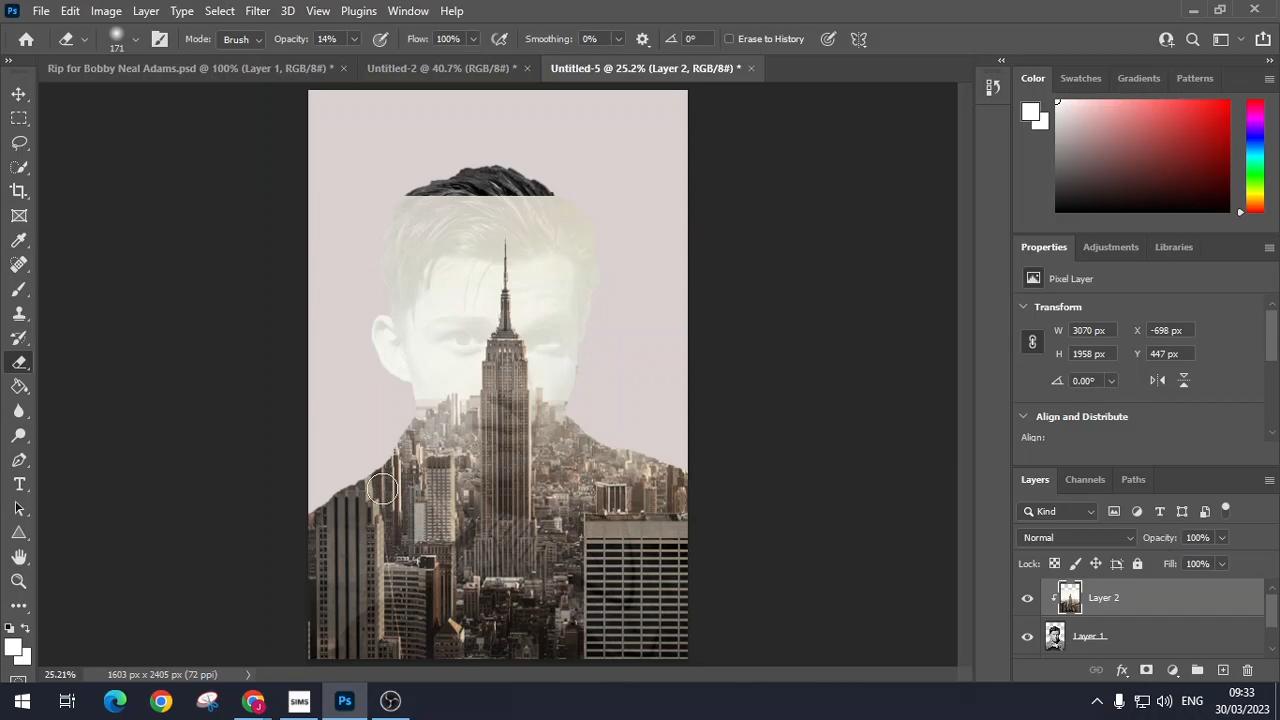 Ps File Edit Image Layer Type Select Filter 3D View Plugins Window Help
171 Mode: Brush Opacity: 14% Flow: 100% Smoothing: 0% 0° Erase to History
Rip for Bobby Neal Adams.psd @ 100% (Layer 1, RGB/8#) * × Untitled-2 @ 40.7% (RGB/8#) * × Untitled-5 @ 25.2% (Layer 2, RGB/8#) * ×
Color Swatches Gradients Patterns
Properties Adjustments Libraries
Pixel Layer
Transform
W 3070 px X -698 px
H 1958 px Y 447 px
0.00°
Align and Distribute
Align:
Layers Channels Paths
Kind
Normal Opacity: 100%
Lock: Fill: 100%
Layer 2
Layer 1
25.21% 1603 px x 2405 px (72 ppi)
SIMS Ps ENG 09:33
30/03/2023